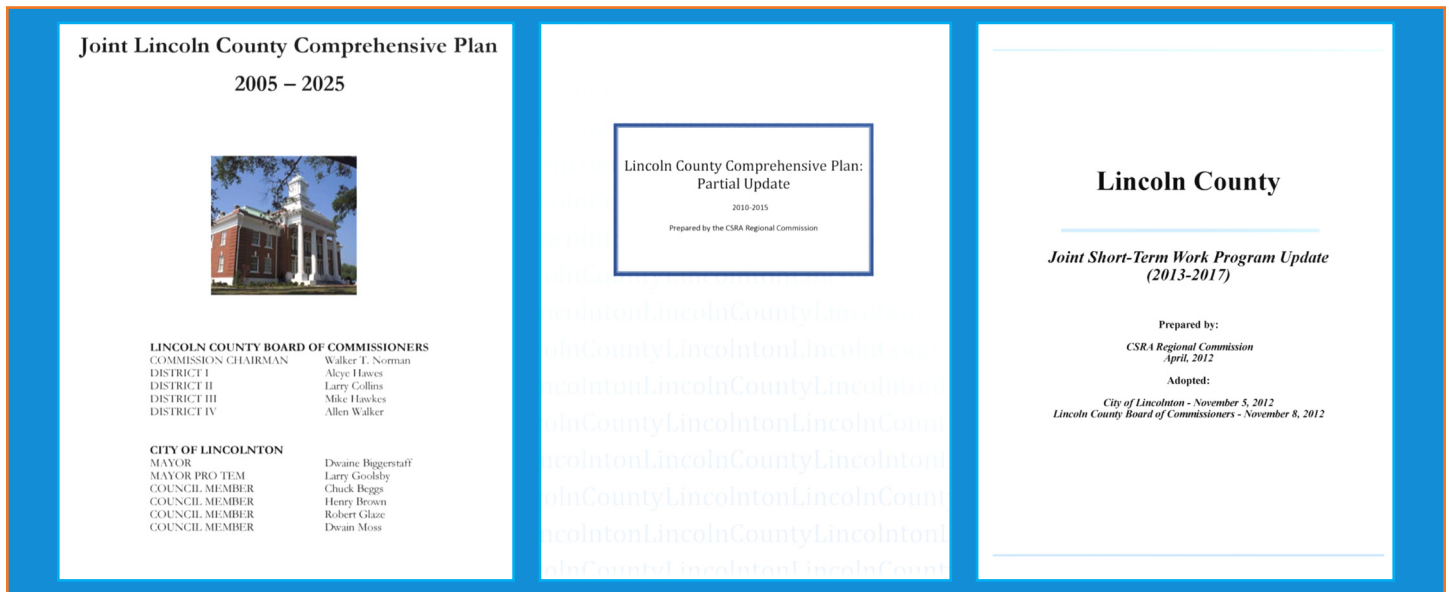 Joint Lincoln County Comprehensive Plan
2005 – 2025
LINCOLN COUNTY BOARD OF COMMISSIONERS
COMMISSION CHAIRMAN Walker T. Norman
DISTRICT I Alcye Hawes
DISTRICT II Larry Collins
DISTRICT III Mike Hawkes
DISTRICT IV Allen Walker
CITY OF LINCOLNTON
MAYOR Dwaine Biggerstaff
MAYOR PRO TEM Larry Goolsby
COUNCIL MEMBER Chuck Beggs
COUNCIL MEMBER Henry Brown
COUNCIL MEMBER Robert Glaze
COUNCIL MEMBER Dwain Moss
Lincoln County Comprehensive Plan:
Partial Update
2010-2015
Prepared by the CSRA Regional Commission
Lincoln County
Joint Short-Term Work Program Update
(2013-2017)
Prepared by:
CSRA Regional Commission
April, 2012
Adopted:
City of Lincolnton - November 5, 2012
Lincoln County Board of Commissioners - November 8, 2012